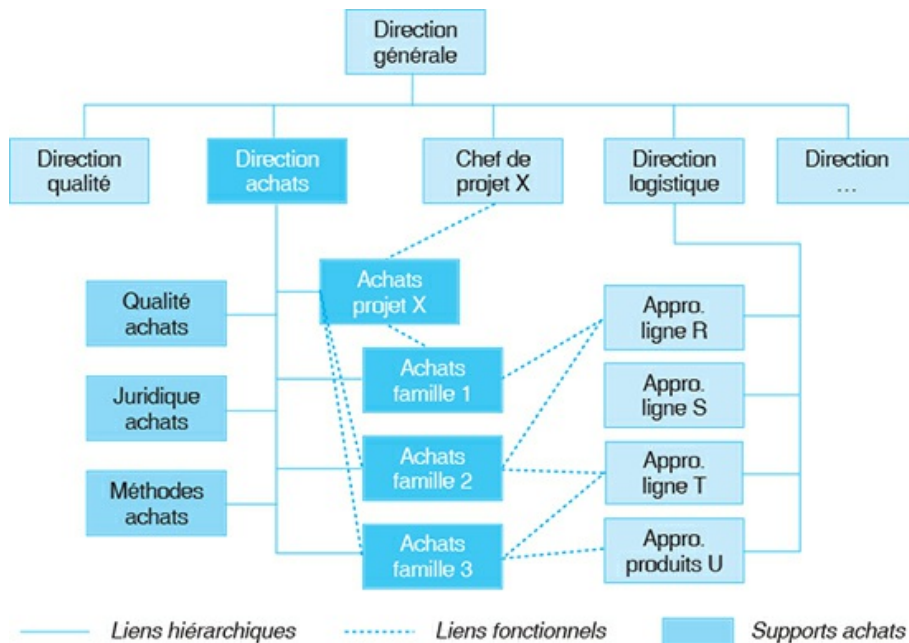 Direction
générale
Direction
qualité
Direction
achats
Chef de
projet X
Direction
logistique
Direction
...
Achats
projet X
Qualité
achats
Appro.
ligne R
Achats
famille 1
Juridique
achats
Appro.
ligne S
Achats
famille 2
Méthodes
achats
Appro.
ligne T
Achats
famille 3
Appro.
produits U
Liens hiérarchiques
Liens fonctionnels
Supports achats